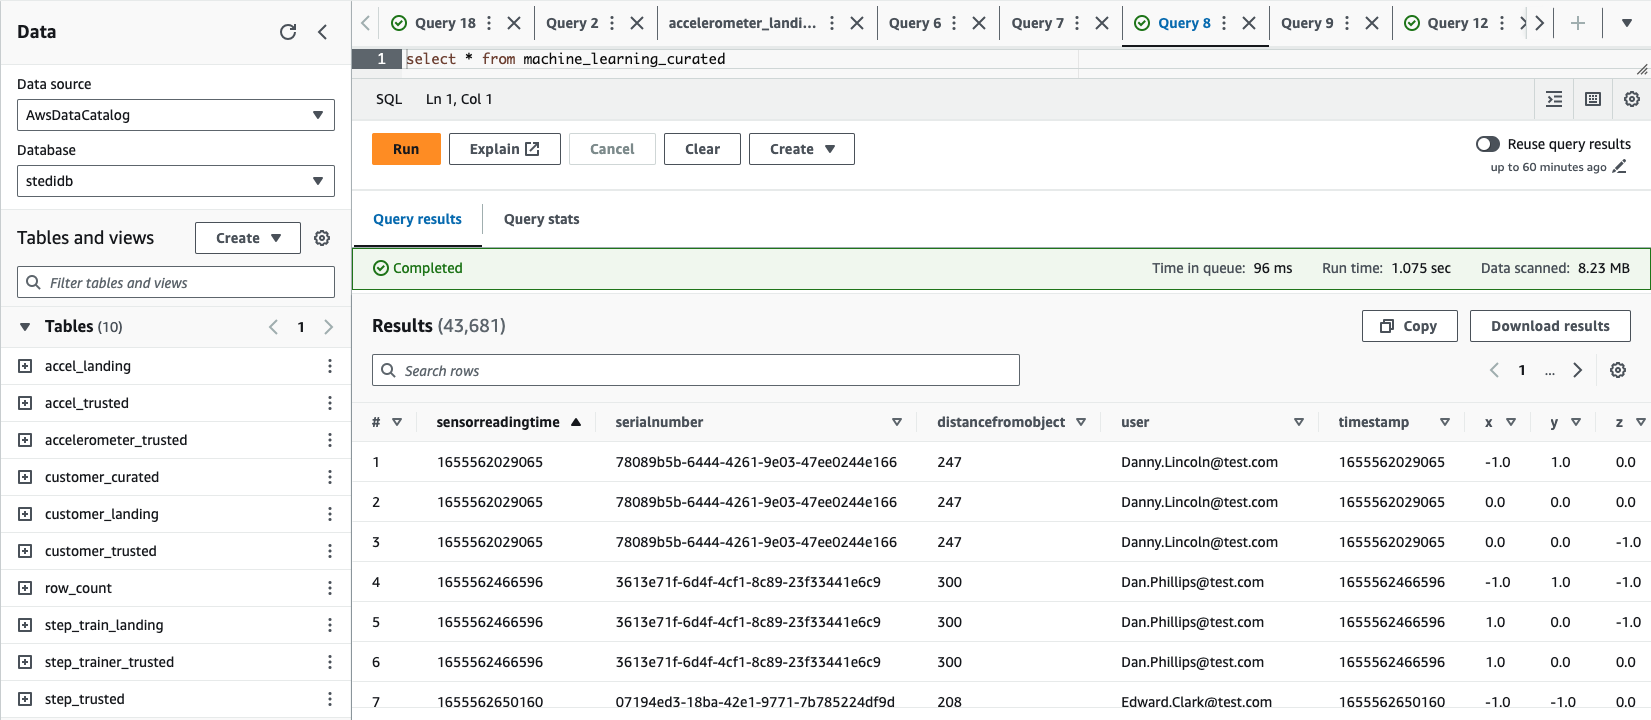 Data
Data source
AwsDataCatalog
Database
stedidb
Tables and views
Create
Filter tables and views
Tables (10)
1
accel_landing
accel_trusted
accelerometer_trusted
customer_curated
customer_landing
customer_trusted
row_count
step_train_landing
step_trainer_trusted
step_trusted
Query 18 Query 2 accelerometer_landi... Query 6 Query 7 Query 8 Query 9 Query 12
1 select * from machine_learning_curated
SQL Ln 1, Col 1
Run Explain Cancel Clear Create
Reuse query results
up to 60 minutes ago
Query results Query stats
Completed Time in queue: 96 ms Run time: 1.075 sec Data scanned: 8.23 MB
Results (43,681) Copy Download results
Search rows 1 ...
# sensorreadingtime serialnumber distancefromobject user timestamp x y z
1 1655562029065 78089b5b-6444-4261-9e03-47ee0244e166 247 Danny.Lincoln@test.com 1655562029065 -1.0 1.0 0.0
2 1655562029065 78089b5b-6444-4261-9e03-47ee0244e166 247 Danny.Lincoln@test.com 1655562029065 0.0 0.0 0.0
3 1655562029065 78089b5b-6444-4261-9e03-47ee0244e166 247 Danny.Lincoln@test.com 1655562029065 0.0 0.0 -1.0
4 1655562466596 3613e71f-6d4f-4cf1-8c89-23f33441e6c9 300 Dan.Phillips@test.com 1655562466596 -1.0 1.0 -1.0
5 1655562466596 3613e71f-6d4f-4cf1-8c89-23f33441e6c9 300 Dan.Phillips@test.com 1655562466596 1.0 0.0 -1.0
6 1655562466596 3613e71f-6d4f-4cf1-8c89-23f33441e6c9 300 Dan.Phillips@test.com 1655562466596 1.0 0.0 0.0
7 1655562650160 07194ed3-18ba-42e1-9771-7b785224df9d 208 Edward.Clark@test.com 1655562650160 -1.0 -1.0 0.0